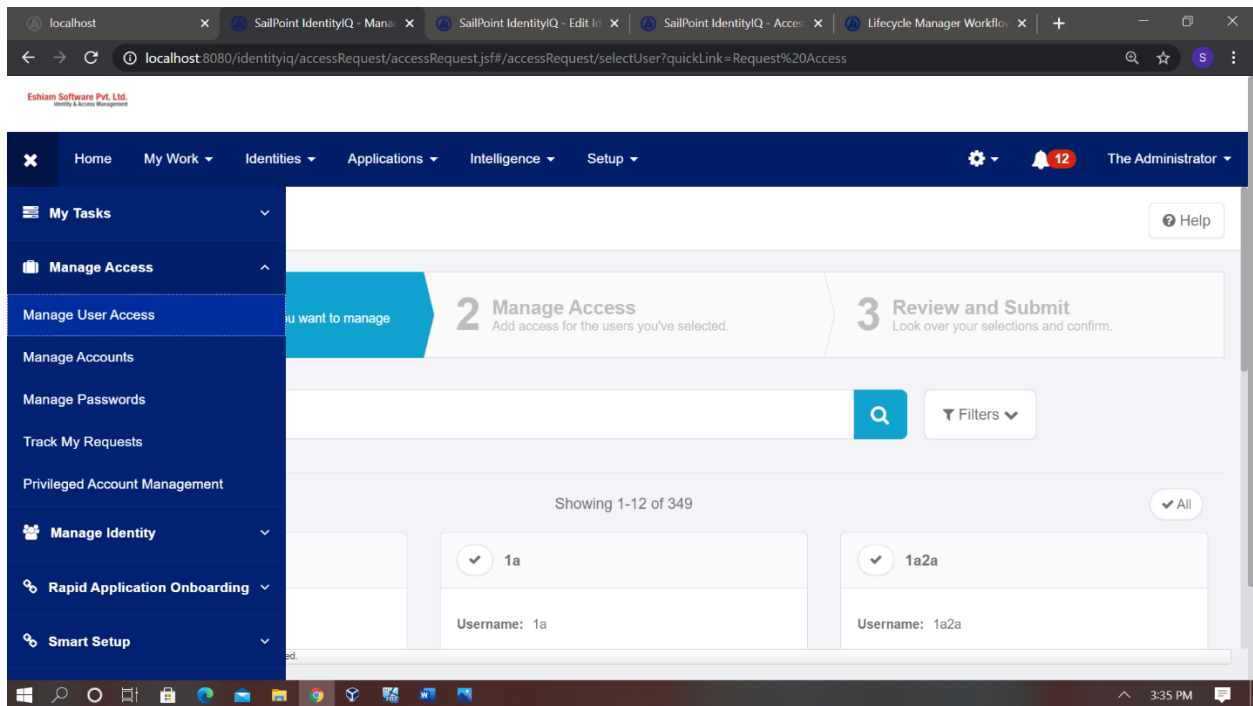 localhost
SailPoint IdentityIQ - Mana
SailPoint IdentityIQ - Edit Id
SailPoint IdentityIQ - Acces
Lifecycle Manager Workflo
localhost:8080/identityiq/accessRequest/accessRequest.jsf#/accessRequest/selectUser?quickLink=Request%20Access
S
Eshiam Software Pvt. Ltd.
Identity & Access Management
Home My Work Identities Applications Intelligence Setup 12 The Administrator
My Tasks
Help
Manage Access
Manage User Access
u want to manage
2 Manage Access
Add access for the users you've selected.
3 Review and Submit
Look over your selections and confirm.
Manage Accounts
Manage Passwords
Filters
Track My Requests
Privileged Account Management
Showing 1-12 of 349
All
Manage Identity
1a
1a2a
Rapid Application Onboarding
Username: 1a
Username: 1a2a
Smart Setup
ed.
3:35 PM